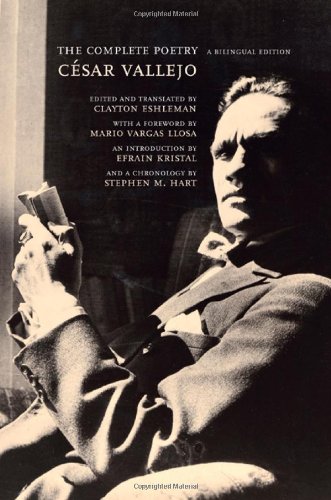 THE COMPLETE POETRY A BILINGUAL EDITION
CÉSAR VALLEJO
EDITED AND TRANSLATED BY
CLAYTON ESHLEMAN
WITH A FOREWORD BY
MARIO VARGAS LLOSA
AN INTRODUCTION BY
EFRAIN KRISTAL
AND A CHRONOLOGY BY
STEPHEN M. HART